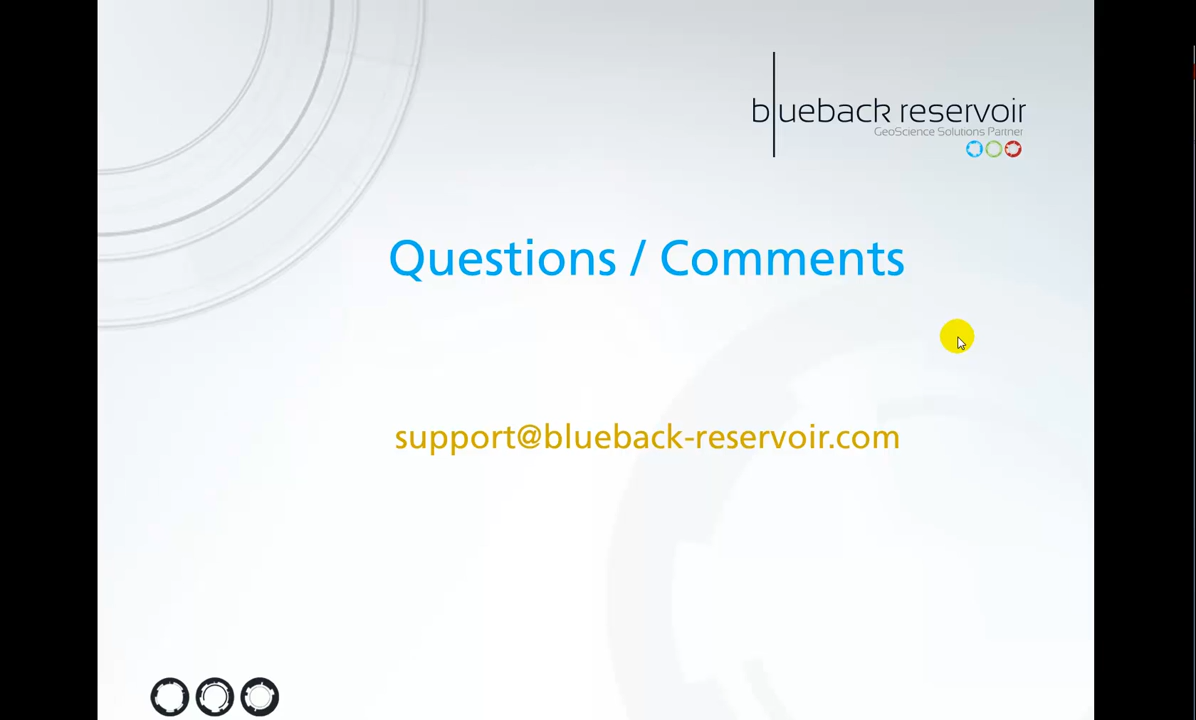 blueback reservoir
GeoScience Solutions Partner
Questions / Comments
support@blueback-reservoir.com